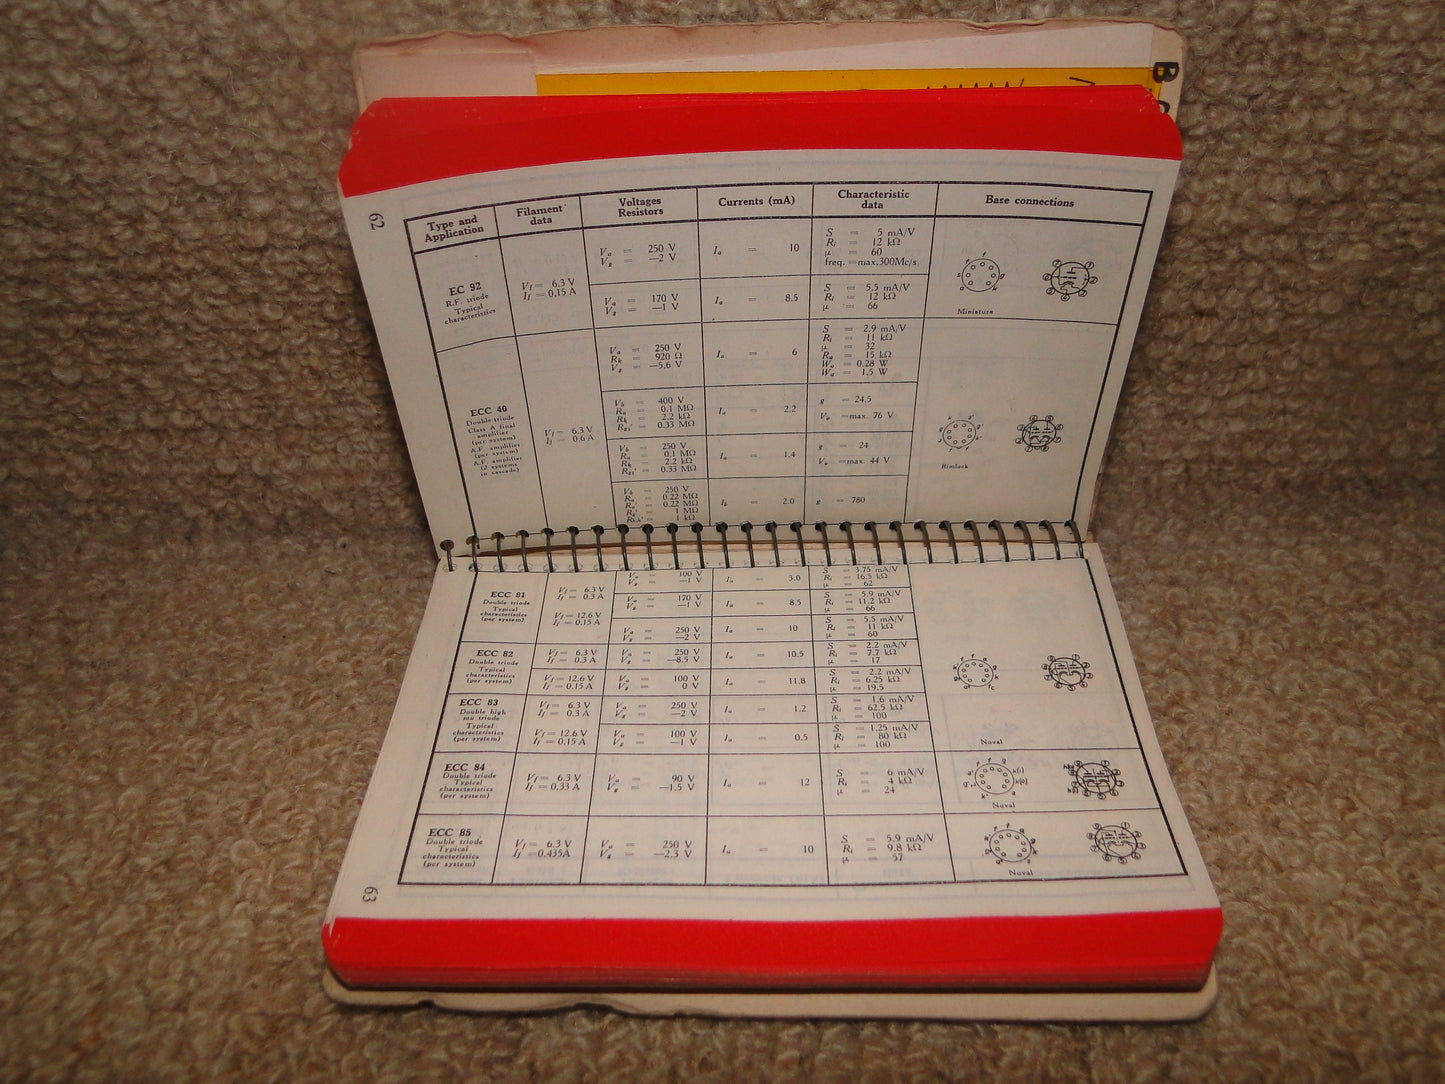 B
62
Type and Application
Filament data
Voltages Resistors
Currents (mA)
Characteristic data
Base connections
EC 92
R.F. triode
Typical
characteristics
Vf = 6.3 V
If = 0.15 A
Va = 250 V
Vg = —2 V
Ia = 10
S = 5 mA/V
Ri = 12 kΩ
μ = 60
freq. =max.300Mc/s
Va = 170 V
Vg = —1 V
Ia = 8.5
S = 5.5 mA/V
Ri = 12 kΩ
μ = 66
Miniature
ECC 40
Double triode
Class A final
amplifier
(per system)
A.F. amplifier
(per system)
A.F. amplifier
(2 systems
in cascade)
Vf = 6.3 V
If = 0.6 A
Va = 250 V
Rk = 920 Ω
Vg = —5.6 V
Ia = 6
S = 2.9 mA/V
Ri = 11 kΩ
μ = 32
Ra = 15 kΩ
Wo = 0.28 W
Wa = 1.5 W
Vb = 400 V
Ra = 0.1 MΩ
Rk = 2.2 kΩ
Rg1' = 0.33 MΩ
Ia = 2.2
g = 24.5
Vo =max. 76 V
Vb = 250 V
Ra = 0.1 MΩ
Rk = 2.2 kΩ
Rg1' = 0.33 MΩ
Ia = 1.4
g = 24
Vo =max. 44 V
Vb = 250 V
Ra = 0.22 MΩ
Ra' = 0.22 MΩ
Rg' = 1 MΩ
Rk,k' = 1 kΩ
Ib = 2.0
g = 780
Rimlock
ECC 81
Double triode
Typical
characteristics
(per system)
Vf = 6.3 V
If = 0.3 A
Vf = 12.6 V
If = 0.15 A
Va = 100 V
Vg = —1 V
Ia = 3.0
S = 3.75 mA/V
Ri = 16.5 kΩ
μ = 62
Va = 170 V
Vg = —1 V
Ia = 8.5
S = 5.9 mA/V
Ri = 11.2 kΩ
μ = 66
Va = 250 V
Vg = —2 V
Ia = 10
S = 5.5 mA/V
Ri = 11 kΩ
μ = 60
ECC 82
Double triode
Typical
characteristics
(per system)
Vf = 6.3 V
If = 0.3 A
Va = 250 V
Vg = —8.5 V
Ia = 10.5
S = 2.2 mA/V
Ri = 7.7 kΩ
μ = 17
Vf = 12.6 V
If = 0.15 A
Va = 100 V
Vg = 0 V
Ia = 11.8
S = 2.2 mA/V
Ri = 6.25 kΩ
μ = 19.5
ECC 83
Double high
mu triode
Typical
characteristics
(per system)
Vf = 6.3 V
If = 0.3 A
Va = 250 V
Vg = —2 V
Ia = 1.2
S = 1.6 mA/V
Ri = 62.5 kΩ
μ = 100
Vf = 12.6 V
If = 0.15 A
Va = 100 V
Vg = —1 V
Ia = 0.5
S = 1.25 mA/V
Ri = 80 kΩ
μ = 100
Noval
ECC 84
Double triode
Typical
characteristics
(per system)
Vf = 6.3 V
If = 0.33 A
Va = 90 V
Vg = —1.5 V
Ia = 12
S = 6 mA/V
Ri = 4 kΩ
μ = 24
Noval
ECC 85
Double triode
Typical
characteristics
(per system)
Vf = 6.3 V
If = 0.435A
Va = 250 V
Vg = —2.3 V
Ia = 10
S = 5.9 mA/V
Ri = 9.8 kΩ
μ = 57
Noval
63